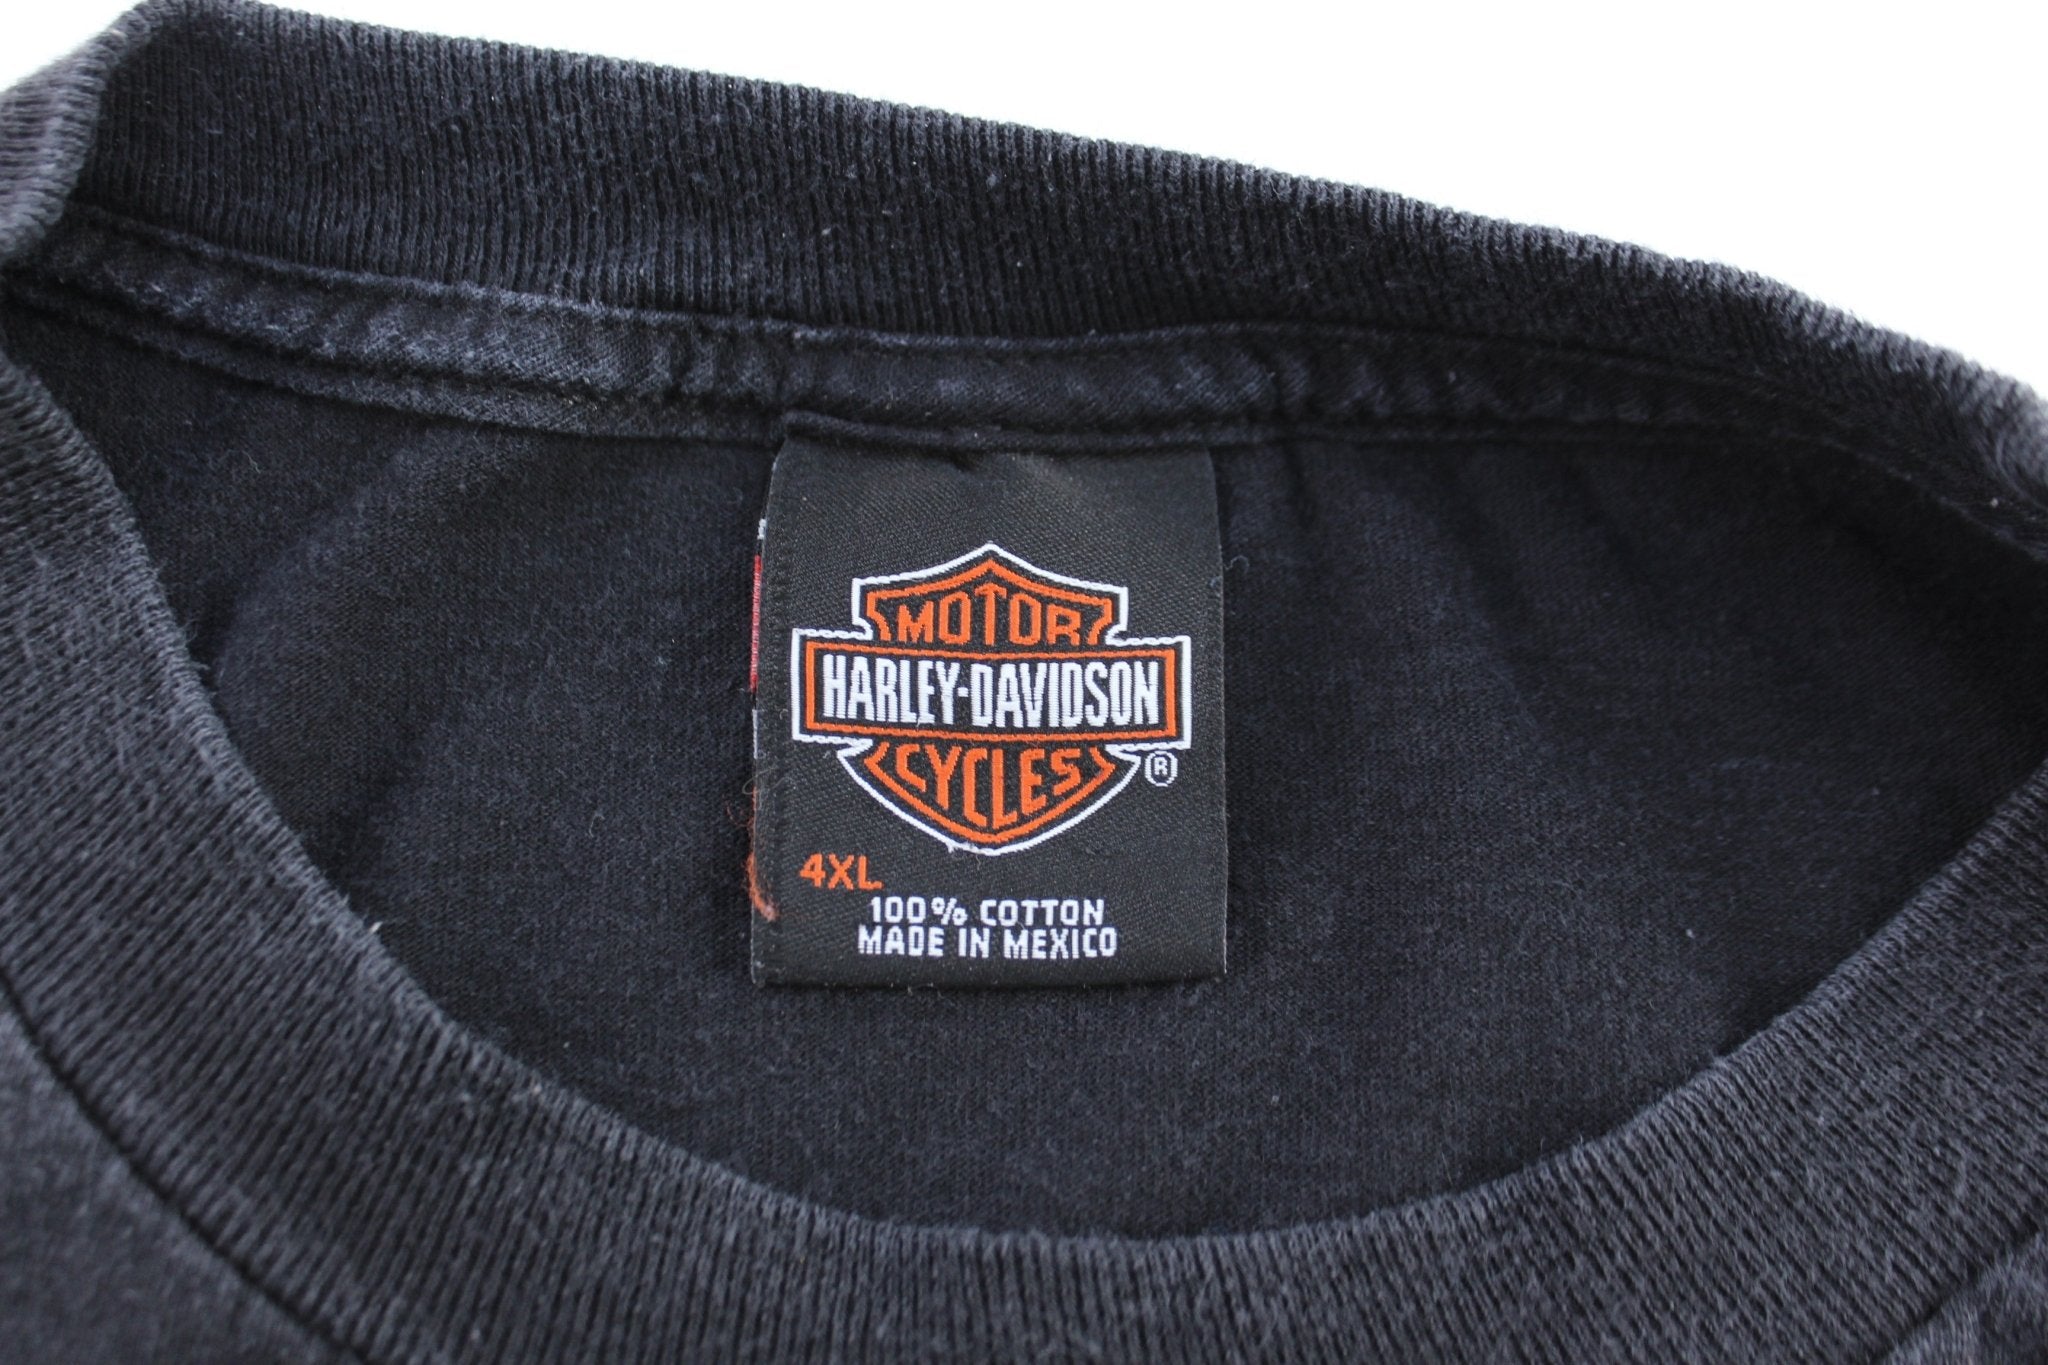 MOTOR
HARLEY-DAVIDSON
CYCLES
®
4XL
100% COTTON
MADE IN MEXICO